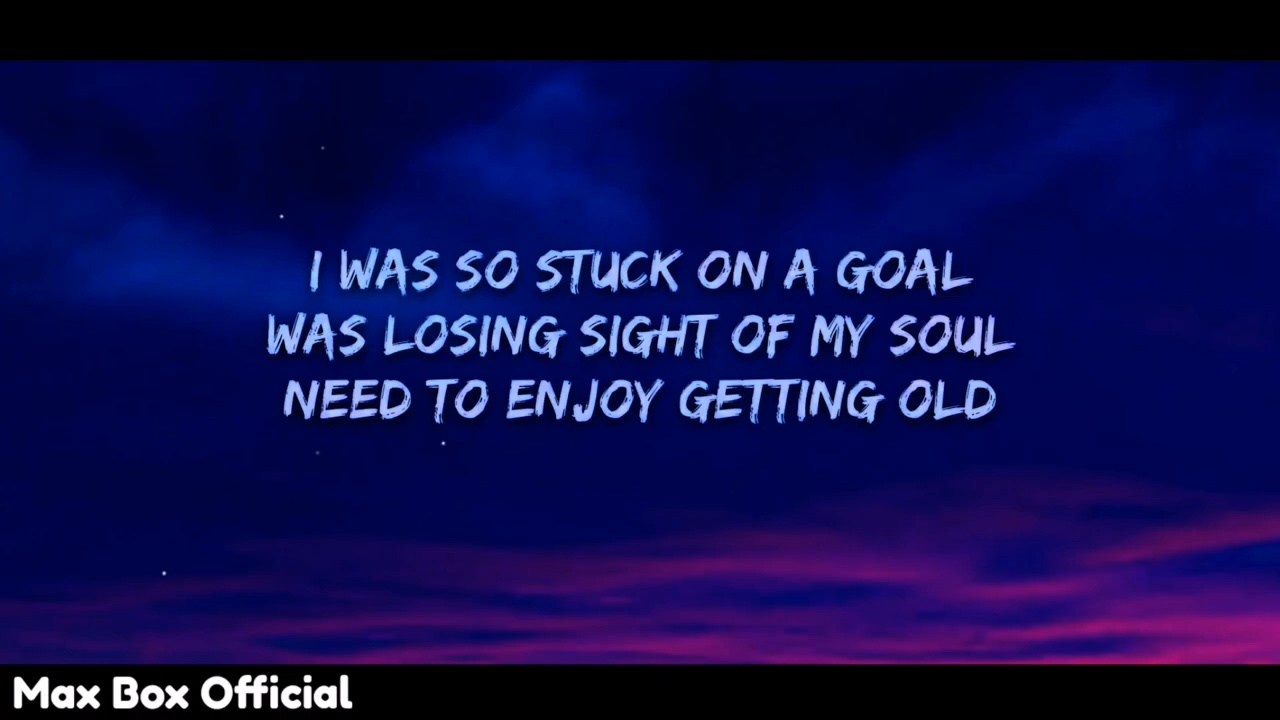 I WAS SO STUCK ON A GOAL
WAS LOSING SIGHT OF MY SOUL
NEED TO ENJOY GETTING OLD
Max Box Official